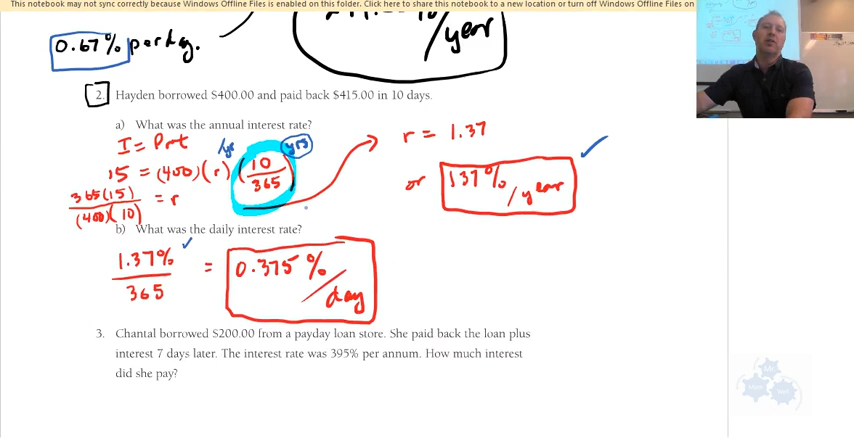 This notebook may not sync correctly because Windows Offline Files is enabled on this folder. Click here to share this notebook to a new location or turn off Windows Offline Files on
/year
0.67% per day.
2. Hayden borrowed $400.00 and paid back $415.00 in 10 days.
a) What was the annual interest rate?
I = Prt
/yr yrs
15 = (400)(r)(10/365)
365(15)/(400)(10) = r
r = 1.37
or 137%/year
b) What was the daily interest rate?
1.37%/365 = 0.375%/day
3. Chantal borrowed $200.00 from a payday loan store. She paid back the loan plus
interest 7 days later. The interest rate was 395% per annum. How much interest
did she pay?